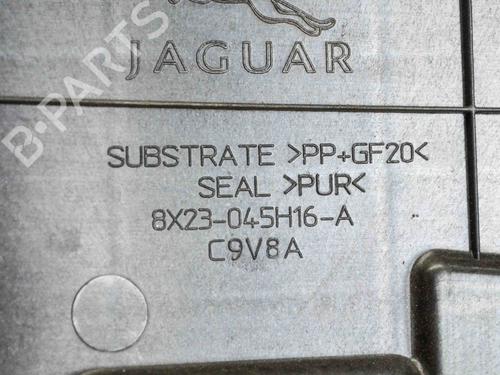 B-PARTS
JAGUAR
SUBSTRATE >PP+GF20<
SEAL >PUR<
8X23-045H16-A
C9V8A